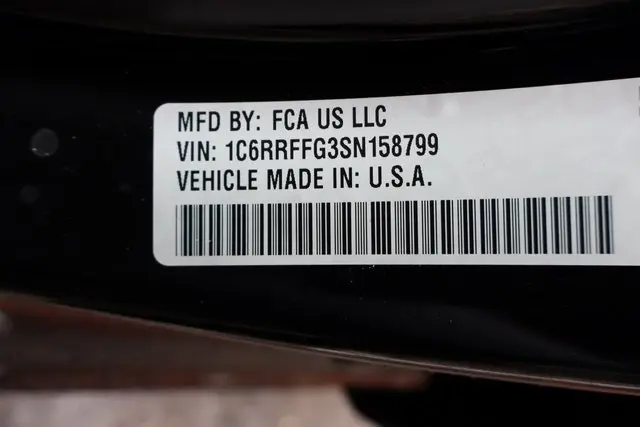 MFD BY: FCA US LLC
VIN: 1C6RRFFG3SN158799
VEHICLE MADE IN: U.S.A.